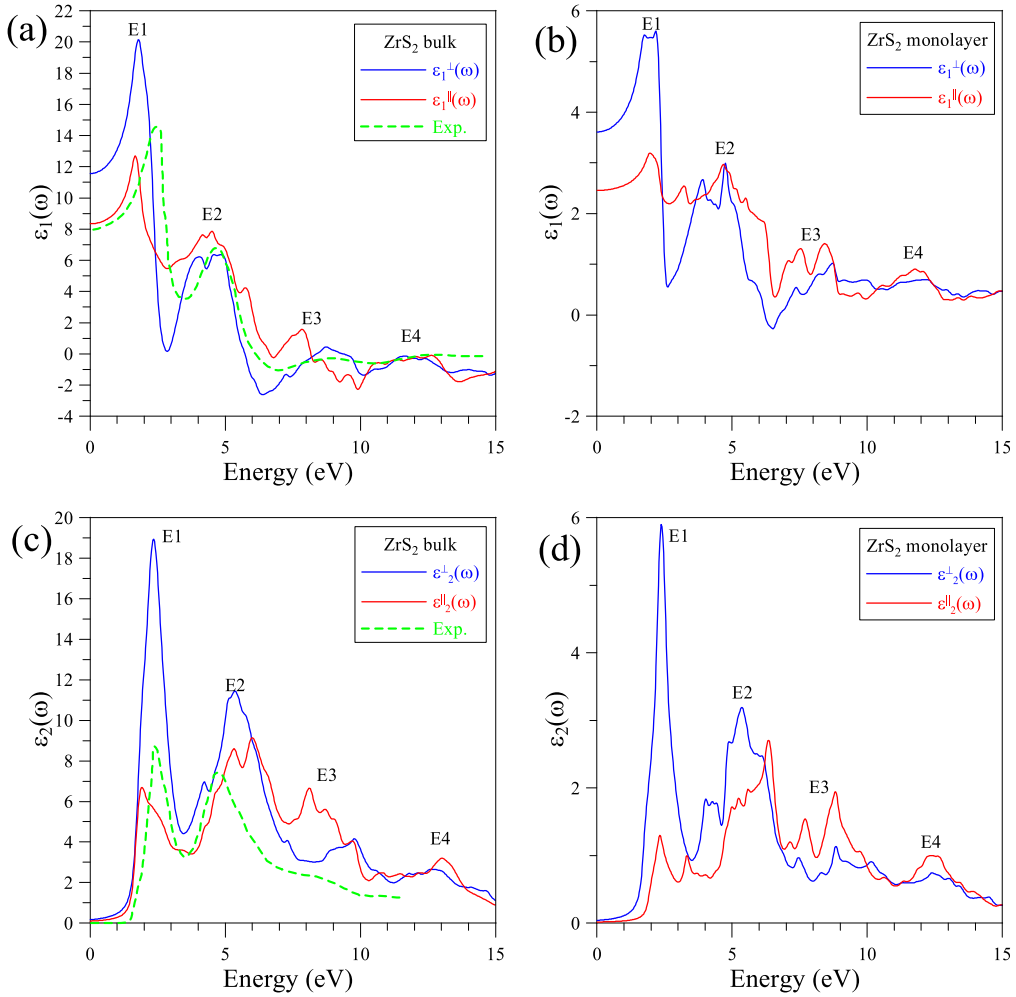 (a)
22
20
18
16
14
12
10
8
6
4
2
0
-2
-4
ε₁(ω)
E1
E2
E3
E4
ZrS₂ bulk
ε₁⊥(ω)
ε₁||(ω)
Exp.
0 5 10 15
Energy (eV)
(b)
6
4
2
0
-2
ε₁(ω)
E1
E2
E3
E4
ZrS₂ monolayer
ε₁⊥(ω)
ε₁||(ω)
0 5 10 15
Energy (eV)
(c)
20
18
16
14
12
10
8
6
4
2
0
ε₂(ω)
E1
E2
E3
E4
ZrS₂ bulk
ε⊥₂(ω)
ε||₂(ω)
Exp.
0 5 10 15
Energy (eV)
(d)
6
4
2
0
ε₂(ω)
E1
E2
E3
E4
ZrS₂ monolayer
ε⊥₂(ω)
ε||₂(ω)
0 5 10 15
Energy (eV)